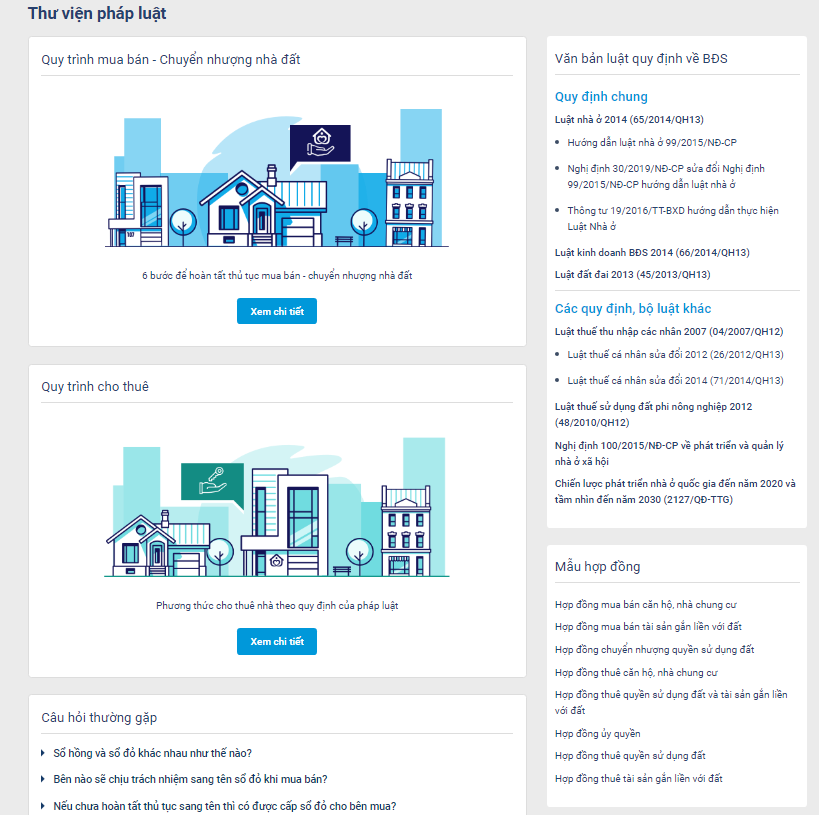 Thư viện pháp luật
Quy trình mua bán - Chuyển nhượng nhà đất
187
6 bước để hoàn tất thủ tục mua bán - chuyển nhượng nhà đất
Xem chi tiết
Quy trình cho thuê
Phương thức cho thuê nhà theo quy định của pháp luật
Xem chi tiết
Câu hỏi thường gặp
Sổ hồng và sổ đỏ khác nhau như thế nào?
Bên nào sẽ chịu trách nhiệm sang tên sổ đỏ khi mua bán?
Nếu chưa hoàn tất thủ tục sang tên thì có được cấp sổ đỏ cho bên mua?
Văn bản luật quy định về BĐS
Quy định chung
Luật nhà ở 2014 (65/2014/QH13)
Hướng dẫn luật nhà ở 99/2015/NĐ-CP
Nghị định 30/2019/NĐ-CP sửa đổi Nghị định
99/2015/NĐ-CP hướng dẫn luật nhà ở
Thông tư 19/2016/TT-BXD hướng dẫn thực hiện
Luật Nhà ở
Luật kinh doanh BĐS 2014 (66/2014/QH13)
Luật đất đai 2013 (45/2013/QH13)
Các quy định, bộ luật khác
Luật thuế thu nhập các nhân 2007 (04/2007/QH12)
Luật thuế cá nhân sửa đổi 2012 (26/2012/QH13)
Luật thuế cá nhân sửa đổi 2014 (71/2014/QH13)
Luật thuế sử dụng đất phi nông nghiệp 2012
(48/2010/QH12)
Nghị định 100/2015/NĐ-CP về phát triển và quản lý
nhà ở xã hội
Chiến lược phát triển nhà ở quốc gia đến năm 2020 và
tầm nhìn đến năm 2030 (2127/QĐ-TTG)
Mẫu hợp đồng
Hợp đồng mua bán căn hộ, nhà chung cư
Hợp đồng mua bán tài sản gắn liền với đất
Hợp đồng chuyển nhượng quyền sử dụng đất
Hợp đồng thuê căn hộ, nhà chung cư
Hợp đồng thuê quyền sử dụng đất và tài sản gắn liền
với đất
Hợp đồng ủy quyền
Hợp đồng thuê quyền sử dụng đất
Hợp đồng thuê tài sản gắn liền với đất